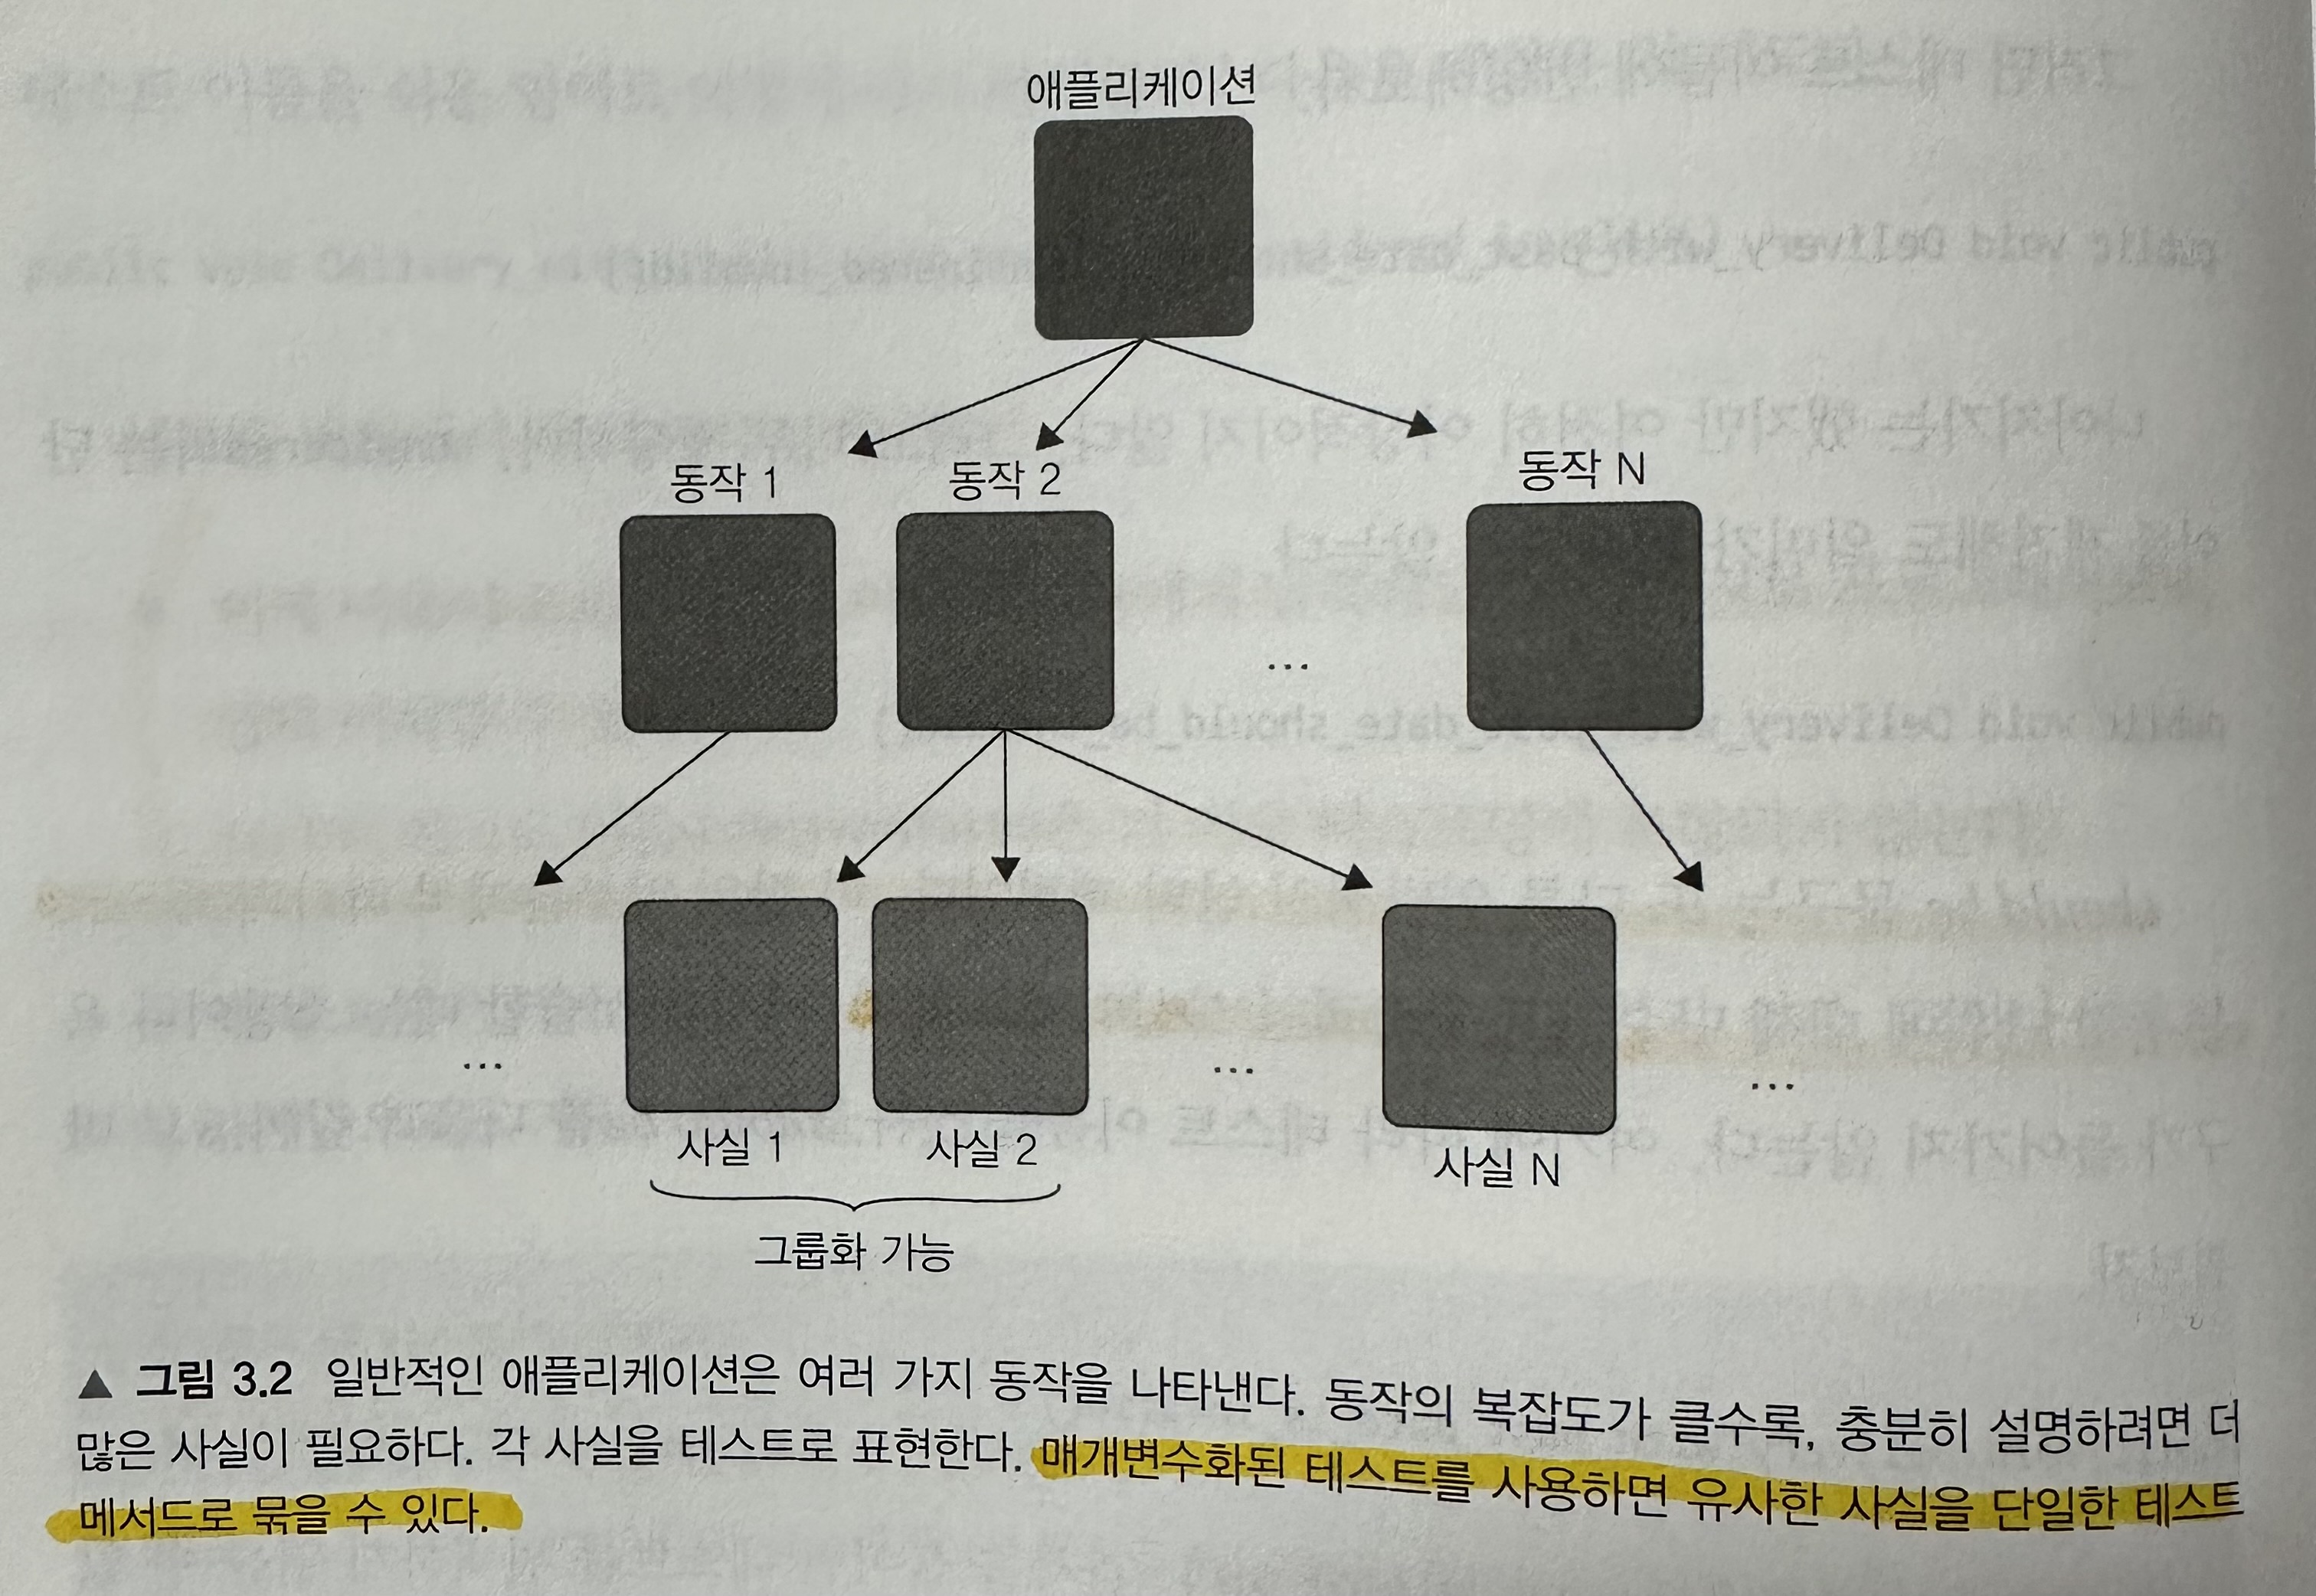 애플리케이션
동작 1
동작 2
동작 N
...
...
...
...
사실 1
사실 2
사실 N
그룹화 가능
▲ 그림 3.2 일반적인 애플리케이션은 여러 가지 동작을 나타낸다. 동작의 복잡도가 클수록, 충분히 설명하려면 더
많은 사실이 필요하다. 각 사실을 테스트로 표현한다. 매개변수화된 테스트를 사용하면 유사한 사실을 단일한 테스트
메서드로 묶을 수 있다.